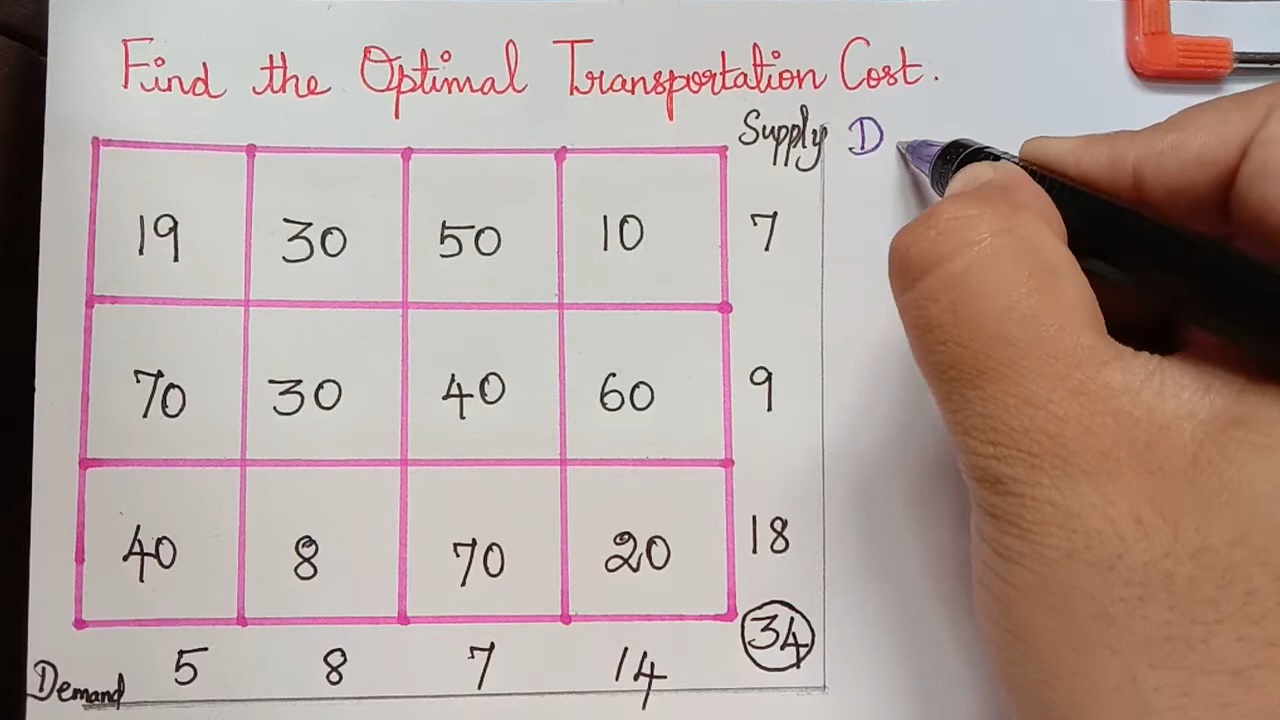 Find the Optimal Transportation Cost.
Supply D
19 30 50 10 7
70 30 40 60 9
40 8 70 20 18
34
Demand 5 8 7 14